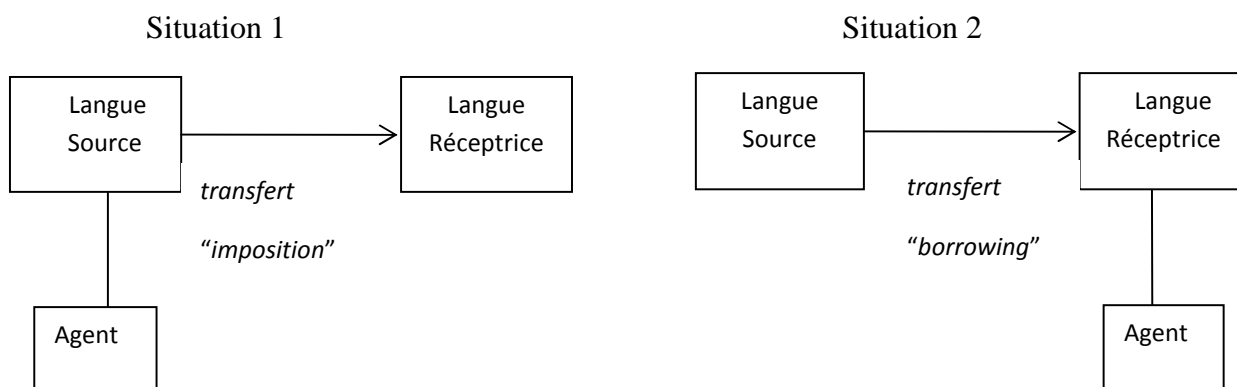 Situation 1
Langue
Source
Langue
Réceptrice
transfert
“imposition”
Agent
Situation 2
Langue
Source
Langue
Réceptrice
transfert
“borrowing”
Agent